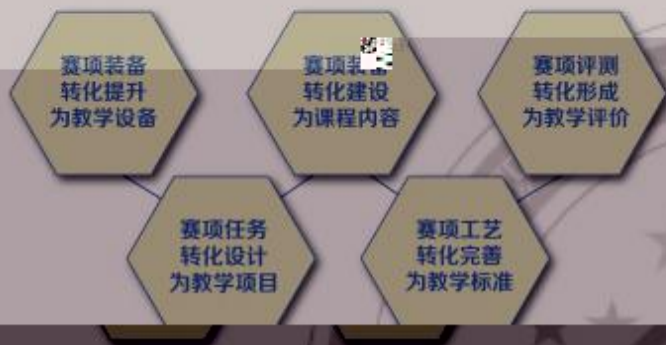 赛项装备
转化提升
为教学设备
赛项装
转化建设
为课程内容
赛项评测
转化形成
为教学评价
赛项任务
转化设计
为教学项目
赛项工艺
转化完善
为教学标准